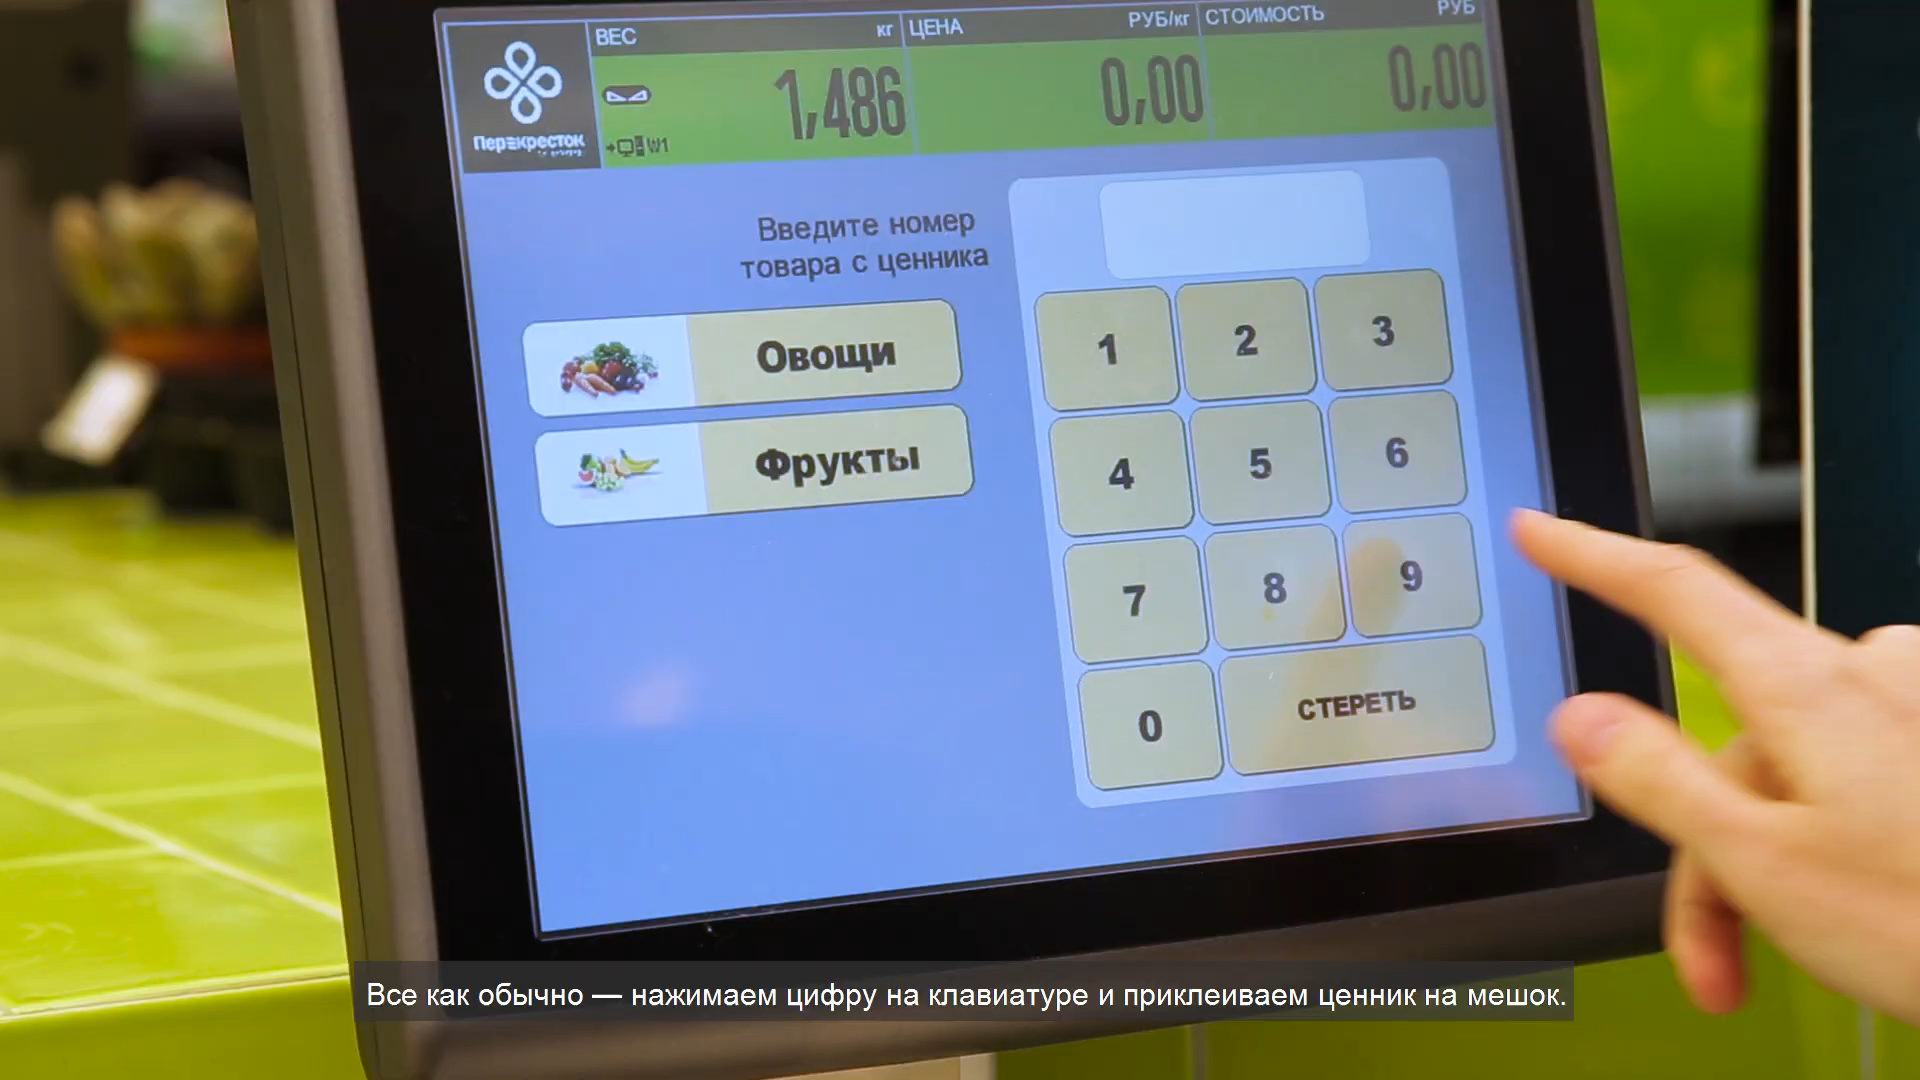 ВЕС кг ЦЕНА РУБ/кг СТОИМОСТЬ РУБ
1,486 0,00 0,00
W1
Перекресток
Введите номер
товара с ценника
Овощи
Фрукты
1 2 3
4 5 6
7 8 9
0 СТЕРЕТЬ
Все как обычно — нажимаем цифру на клавиатуре и приклеиваем ценник на мешок.